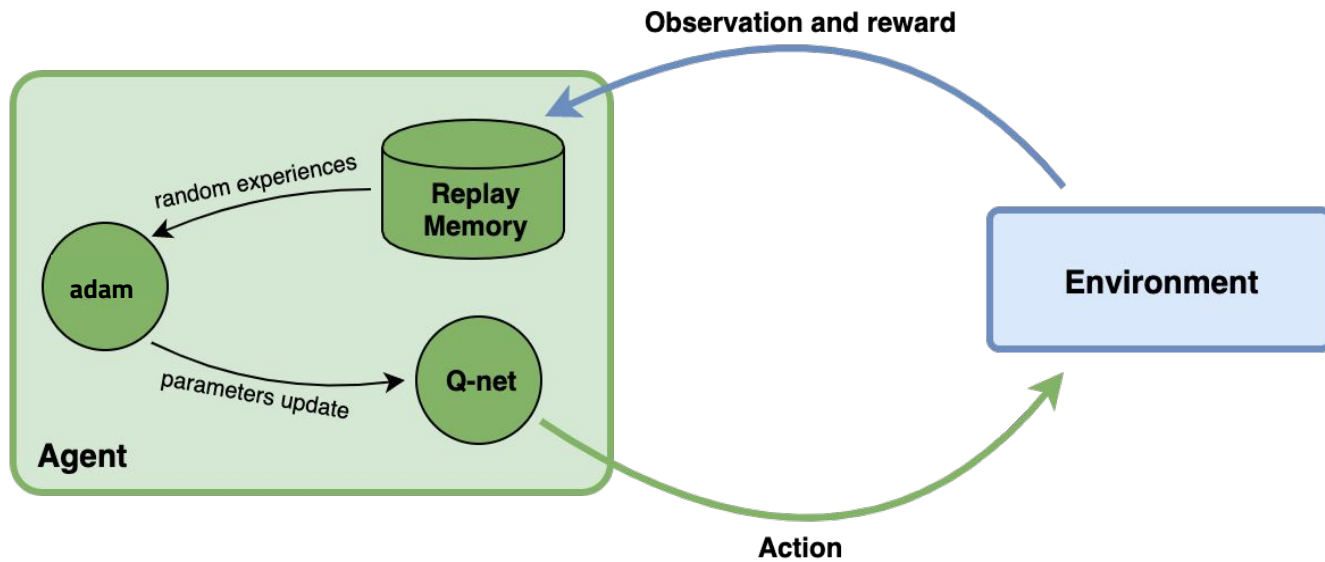 Observation and reward
random experiences
Replay
Memory
adam
Environment
parameters update
Q-net
Agent
Action